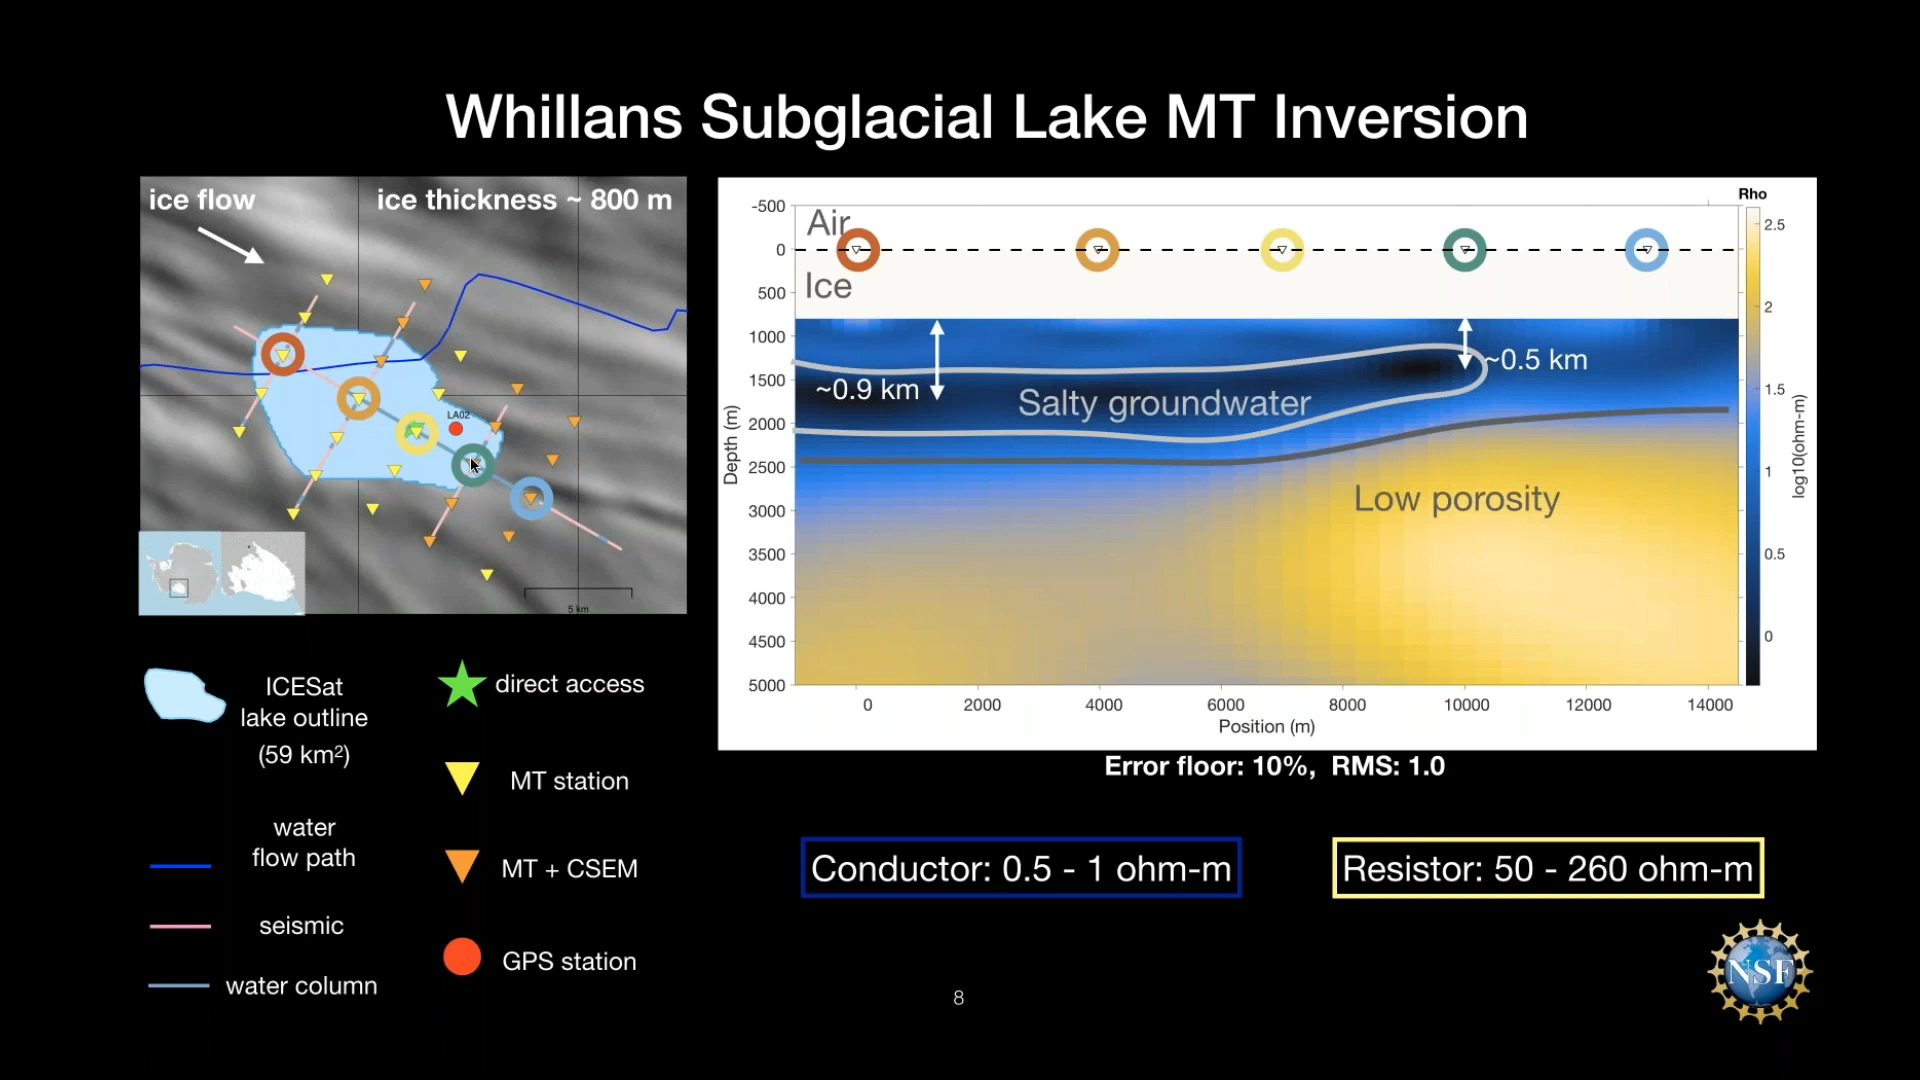 Whillans Subglacial Lake MT Inversion
ice flow
ice thickness ~ 800 m
LA02
5 km
ICESat
lake outline
(59 km²)
water
flow path
seismic
water column
direct access
MT station
MT + CSEM
GPS station
Rho
-500
0
500
1000
1500
2000
2500
3000
3500
4000
4500
5000
Depth (m)
Air
Ice
~0.9 km
Salty groundwater
~0.5 km
Low porosity
0
2000
4000
6000
8000
10000
12000
14000
Position (m)
2.5
2
1.5
1
0.5
0
log10(ohm-m)
Error floor: 10%, RMS: 1.0
Conductor: 0.5 - 1 ohm-m
Resistor: 50 - 260 ohm-m
NSF
8